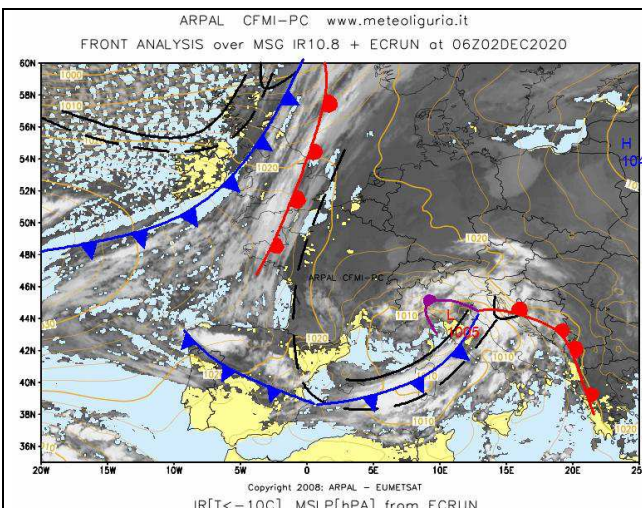 ARPAL CFMI-PC www.meteoliguria.it
FRONT ANALYSIS over MSG IR10.8 + ECRUN at 06Z02DEC2020
60N
1000
1010
58N
56N
H
54N
1020
52N
50N
48N
1020
46N
ARPAL CFMI-PC
1010
L
1005
44N
1020
1010
42N
40N
1010
38N
1020
36N
20W 15W 10W 5W 0 5E 10E 15E 20E 25E
Copyright 2008: ARPAL - EUMETSAT
IR[T<-10C], MSLP[hPA] from ECRUN